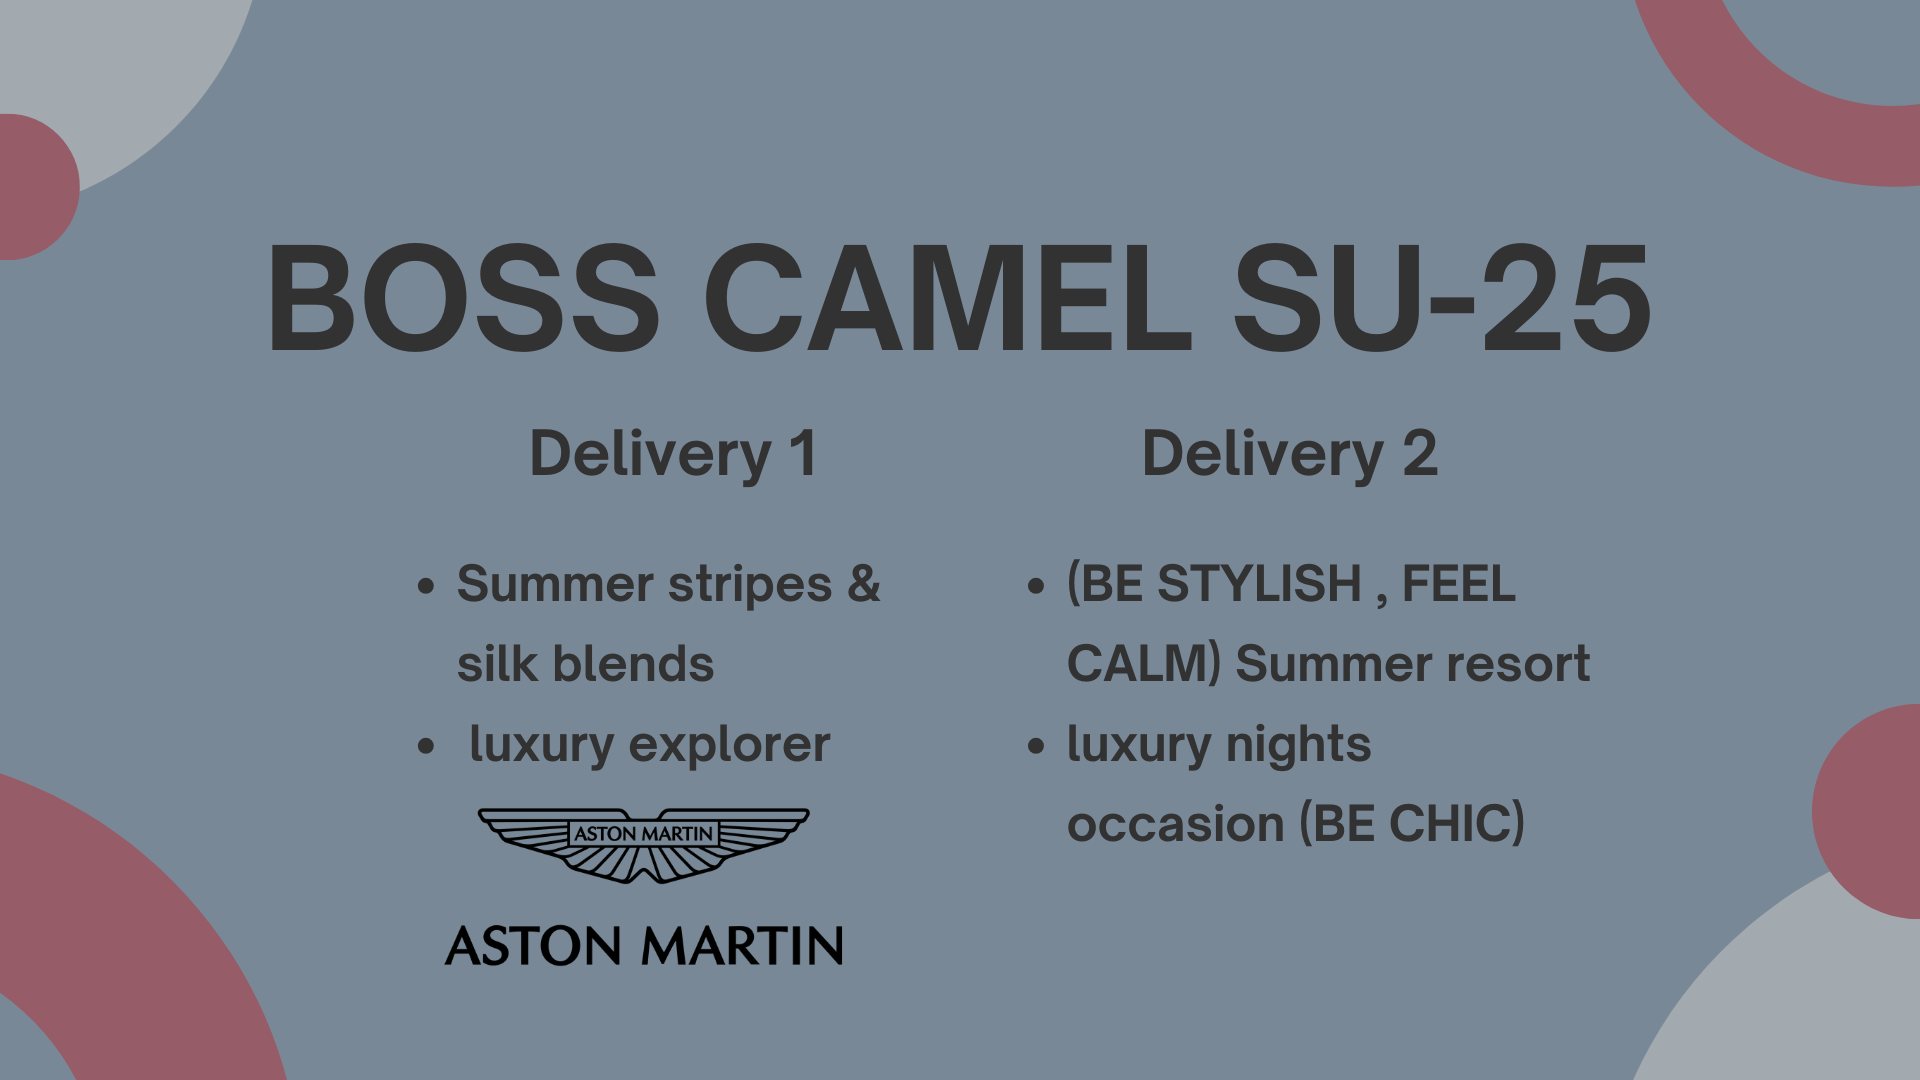 BOSS CAMEL SU-25
Delivery 1
• Summer stripes &
silk blends
• luxury explorer
ASTON MARTIN
ASTON MARTIN
Delivery 2
• (BE STYLISH , FEEL
CALM) Summer resort
• luxury nights
occasion (BE CHIC)